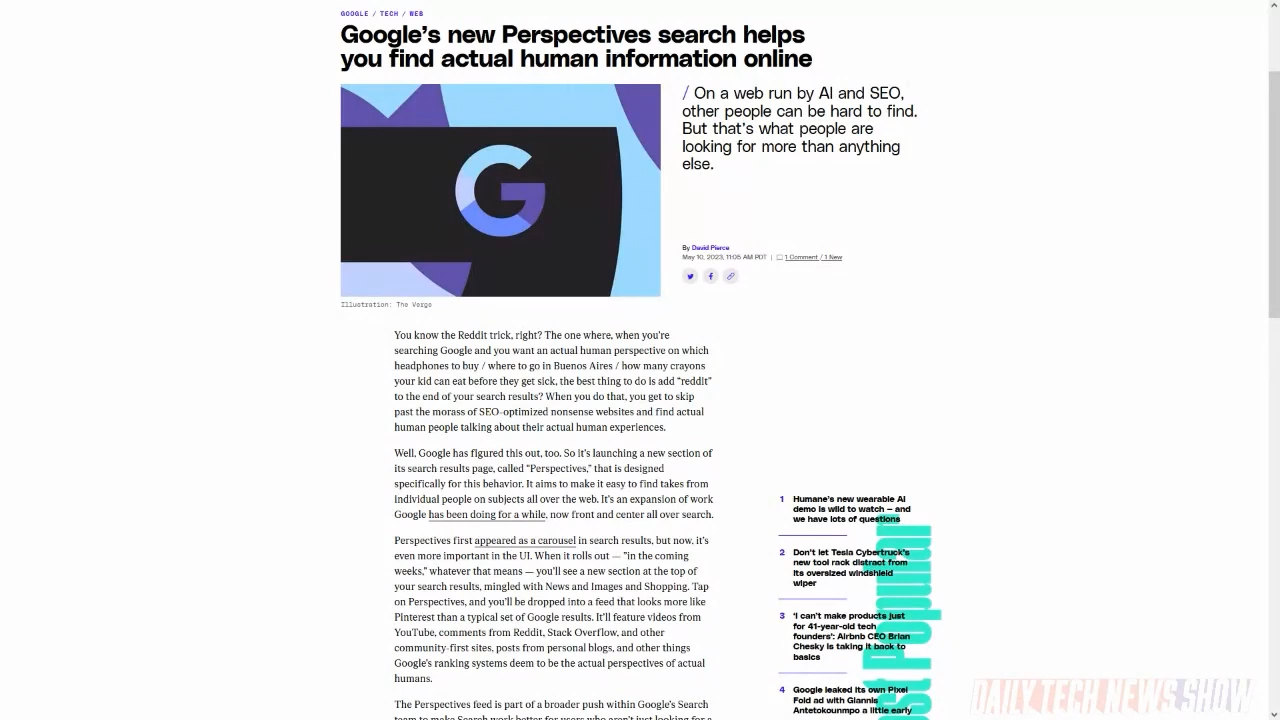 GOOGLE / TECH / WEB
Google's new Perspectives search helps
you find actual human information online
/ On a web run by AI and SEO,
other people can be hard to find.
But that's what people are
looking for more than anything
else.
By David Pierce
May 10, 2023, 11:05 AM PDT | 1 Comment / 1 New
Illustration: The Verge
You know the Reddit trick, right? The one where, when you're
searching Google and you want an actual human perspective on which
headphones to buy / where to go in Buenos Aires / how many crayons
your kid can eat before they get sick, the best thing to do is add "reddit"
to the end of your search results? When you do that, you get to skip
past the morass of SEO-optimized nonsense websites and find actual
human people talking about their actual human experiences.
Well, Google has figured this out, too. So it's launching a new section of
its search results page, called "Perspectives," that is designed
specifically for this behavior. It aims to make it easy to find takes from
individual people on subjects all over the web. It's an expansion of work
Google has been doing for a while, now front and center all over search.
Perspectives first appeared as a carousel in search results, but now, it's
even more important in the UI. When it rolls out — "in the coming
weeks," whatever that means — you'll see a new section at the top of
your search results, mingled with News and Images and Shopping. Tap
on Perspectives, and you'll be dropped into a feed that looks more like
Pinterest than a typical set of Google results. It'll feature videos from
YouTube, comments from Reddit, Stack Overflow, and other
community-first sites, posts from personal blogs, and other things
Google's ranking systems deem to be the actual perspectives of actual
humans.
The Perspectives feed is part of a broader push within Google's Search
team to make Search work better for users who aren't just looking for a
1 Humane's new wearable AI
demo is wild to watch — and
we have lots of questions
2 Don't let Tesla Cybertruck's
new tool rack distract from
its oversized windshield
wiper
3 'I can't make products just
for 41-year-old tech
founders': Airbnb CEO Brian
Chesky is taking it back to
basics
4 Google leaked its own Pixel
Fold ad with Giannis
Antetokounmpo a little early
st Popular
DAILY TECH NEWS SHOW